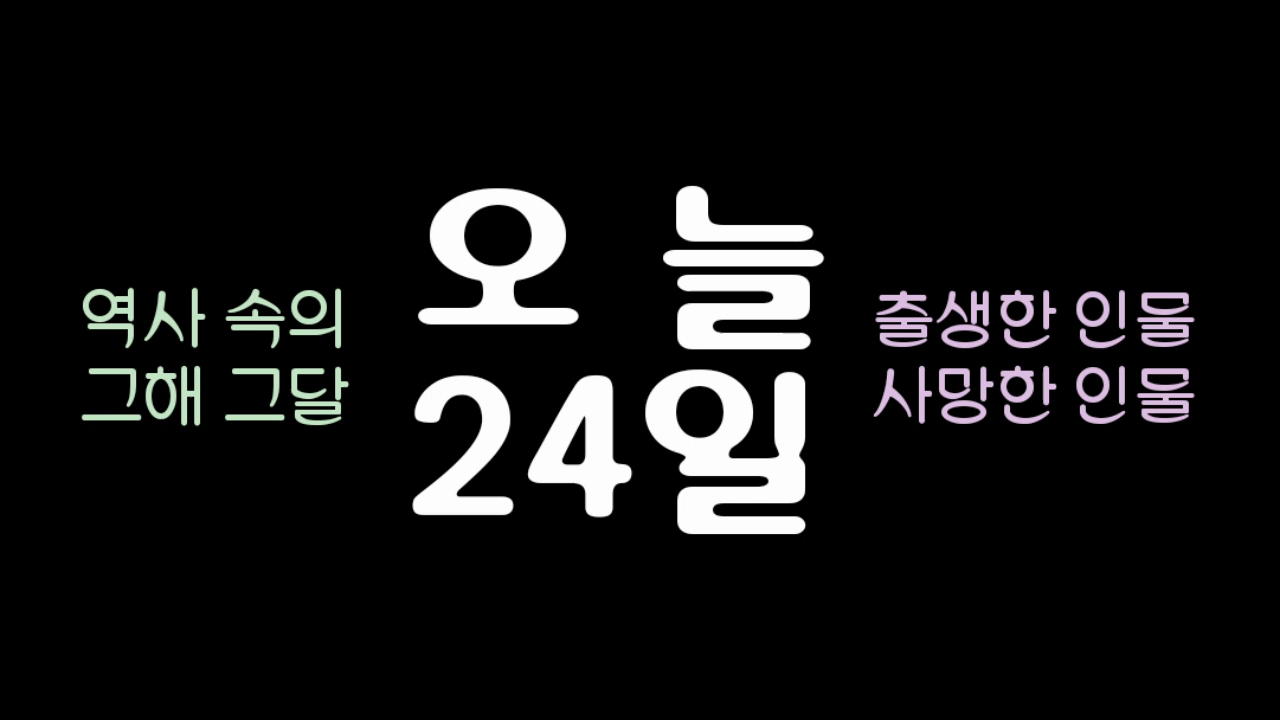 역사 속의
그해 그달
오 늘
24일
출생한 인물
사망한 인물